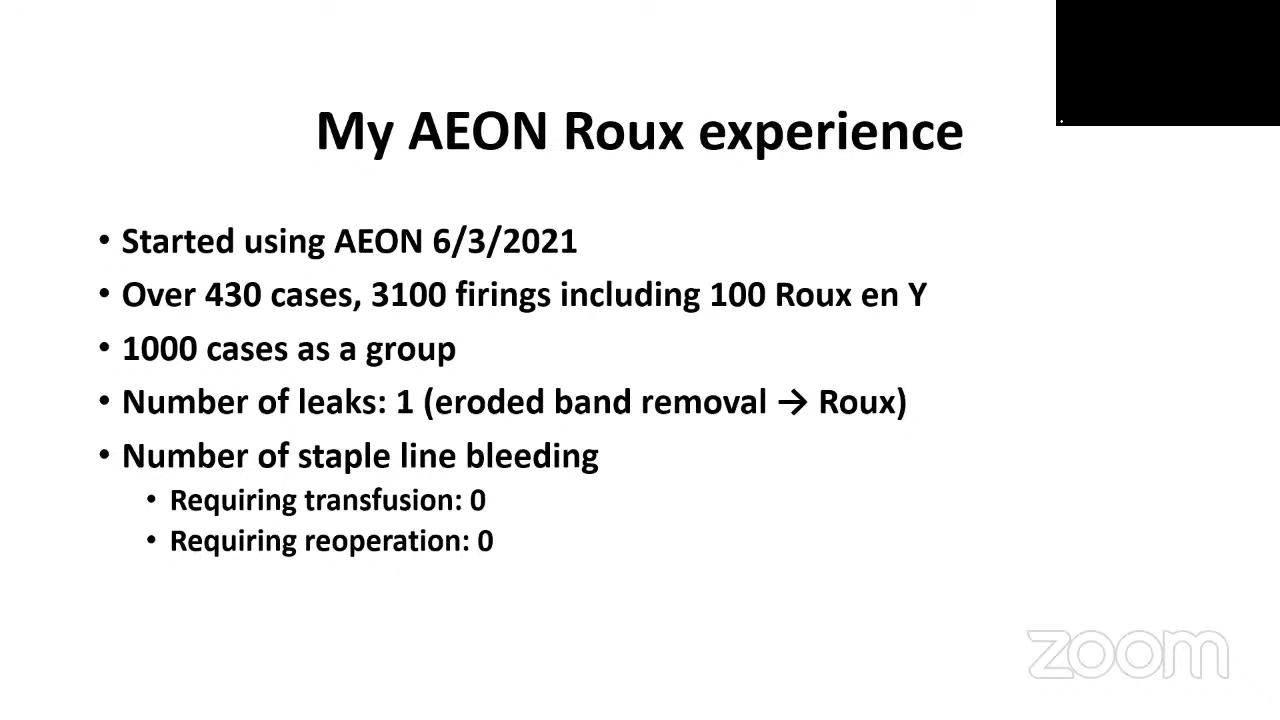 My AEON Roux experience
• Started using AEON 6/3/2021
• Over 430 cases, 3100 firings including 100 Roux en Y
• 1000 cases as a group
• Number of leaks: 1 (eroded band removal → Roux)
• Number of staple line bleeding
• Requiring transfusion: 0
• Requiring reoperation: 0
zoom